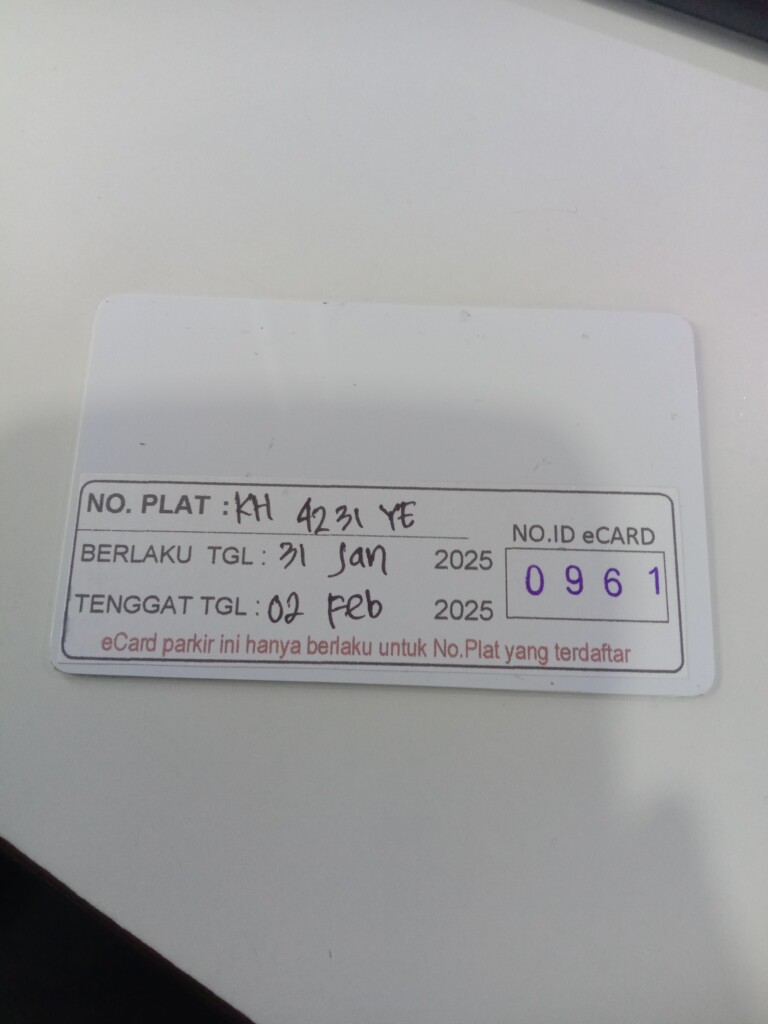 NO. PLAT : KH 4231 YE
NO.ID eCARD
BERLAKU TGL : 31 Jan 2025
0961
TENGGAT TGL : 02 Feb 2025
eCard parkir ini hanya berlaku untuk No.Plat yang terdaftar